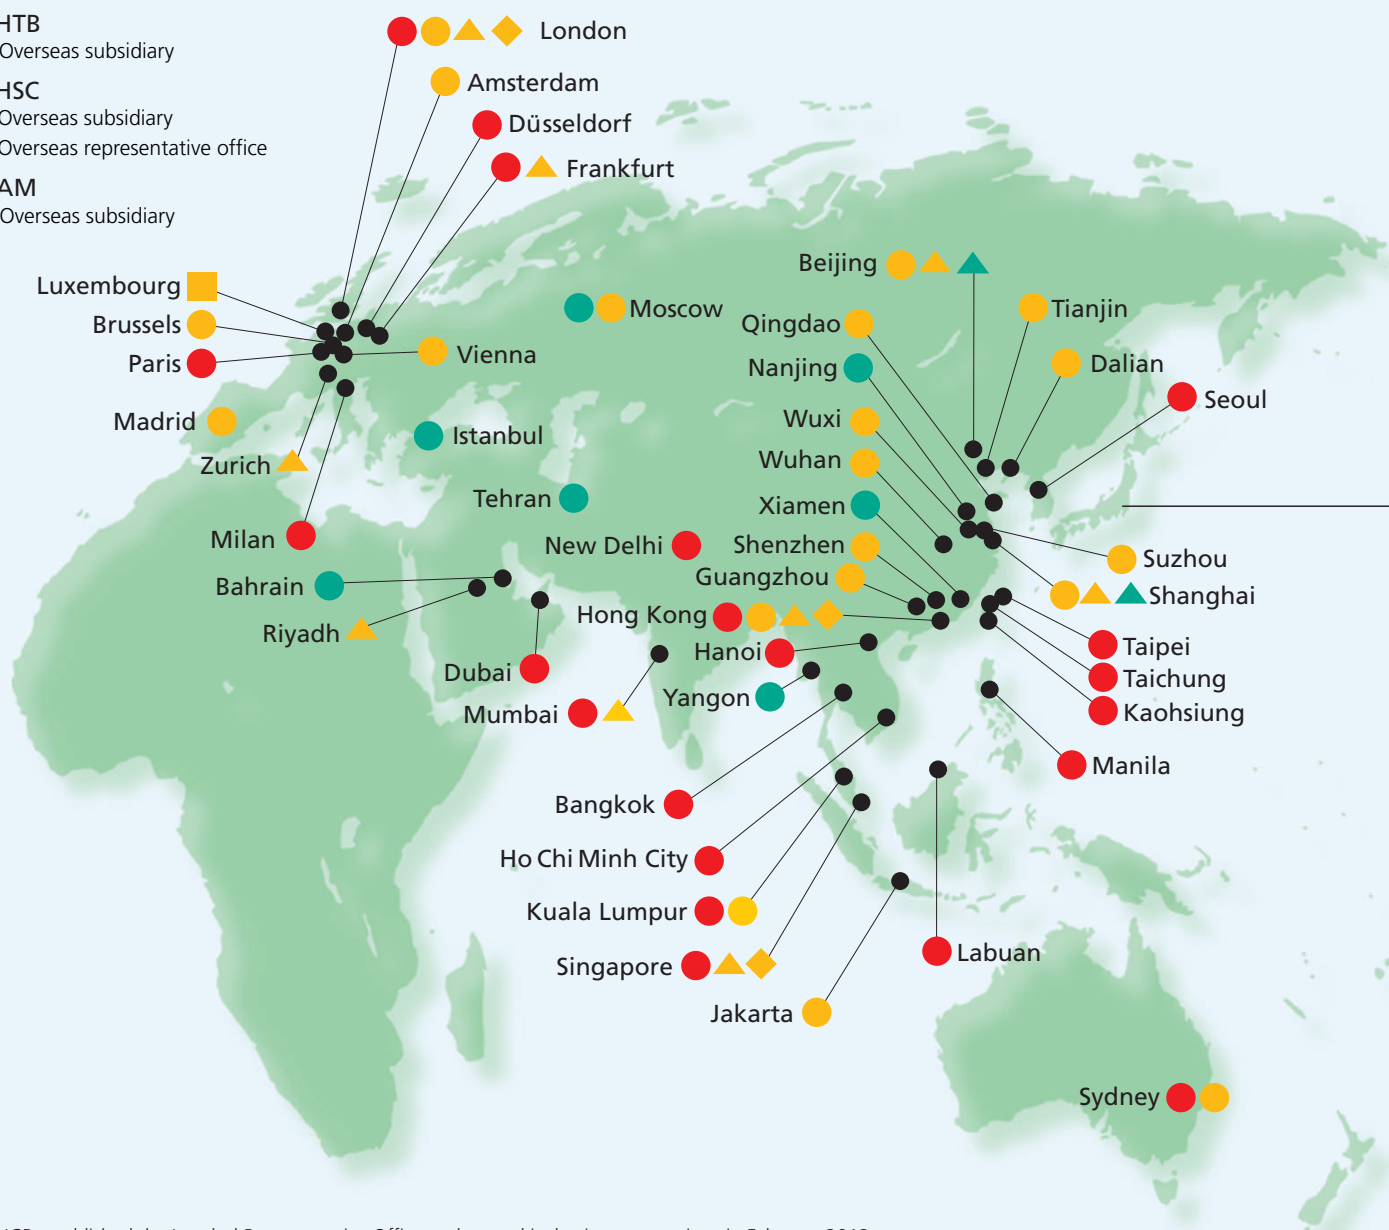 HTB
Overseas subsidiary
HSC
Overseas subsidiary
Overseas representative office
AM
Overseas subsidiary
London
Amsterdam
Düsseldorf
Frankfurt
Luxembourg
Brussels
Paris
Vienna
Madrid
Zurich
Milan
Moscow
Istanbul
Tehran
Bahrain
Riyadh
Dubai
New Delhi
Mumbai
Beijing
Qingdao
Nanjing
Wuxi
Wuhan
Xiamen
Shenzhen
Guangzhou
Hong Kong
Hanoi
Yangon
Tianjin
Dalian
Seoul
Suzhou
Shanghai
Taipei
Taichung
Kaohsiung
Manila
Bangkok
Ho Chi Minh City
Kuala Lumpur
Singapore
Jakarta
Labuan
Sydney